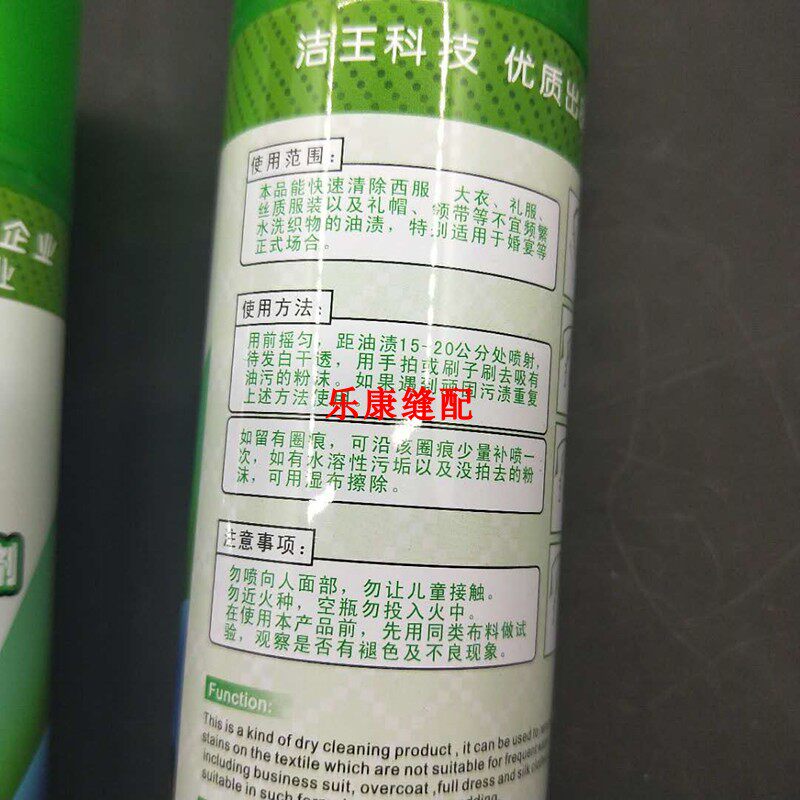 洁王科技 优质出
企业
业
剂
使用范围：
本品能快速清除西服、大衣、礼服、
丝质服装以及礼帽、领带等不宜频繁
水洗织物的油渍，特别适用于婚宴等
正式场合。
使用方法：
用前摇匀，距油渍15-20公分处喷射，
待发白干透，用手拍或刷子刷去吸有
油污的粉沫。如果遇到顽固污渍重复
上述方法使用。
乐康缝配
如留有圈痕，可沿该圈痕少量补喷一
次，如有水溶性污垢以及没拍去的粉
沫，可用湿布擦除。
注意事项：
勿喷向人面部，勿让儿童接触。
勿近火种，空瓶勿投入火中。
在使用本产品前，先用同类布料做试
验，观察是否有褪色及不良现象。
Function:
This is a kind of dry cleaning product , it can be used to
stains on the textile which are not suitable for frequent
including business suit, overcoat ,full dress and silk
suitable in such